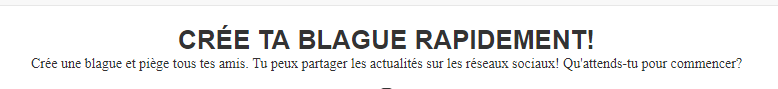 CRÉE TA BLAGUE RAPIDEMENT!
Crée une blague et piège tous tes amis. Tu peux partager les actualités sur les réseaux sociaux! Qu'attends-tu pour commencer?